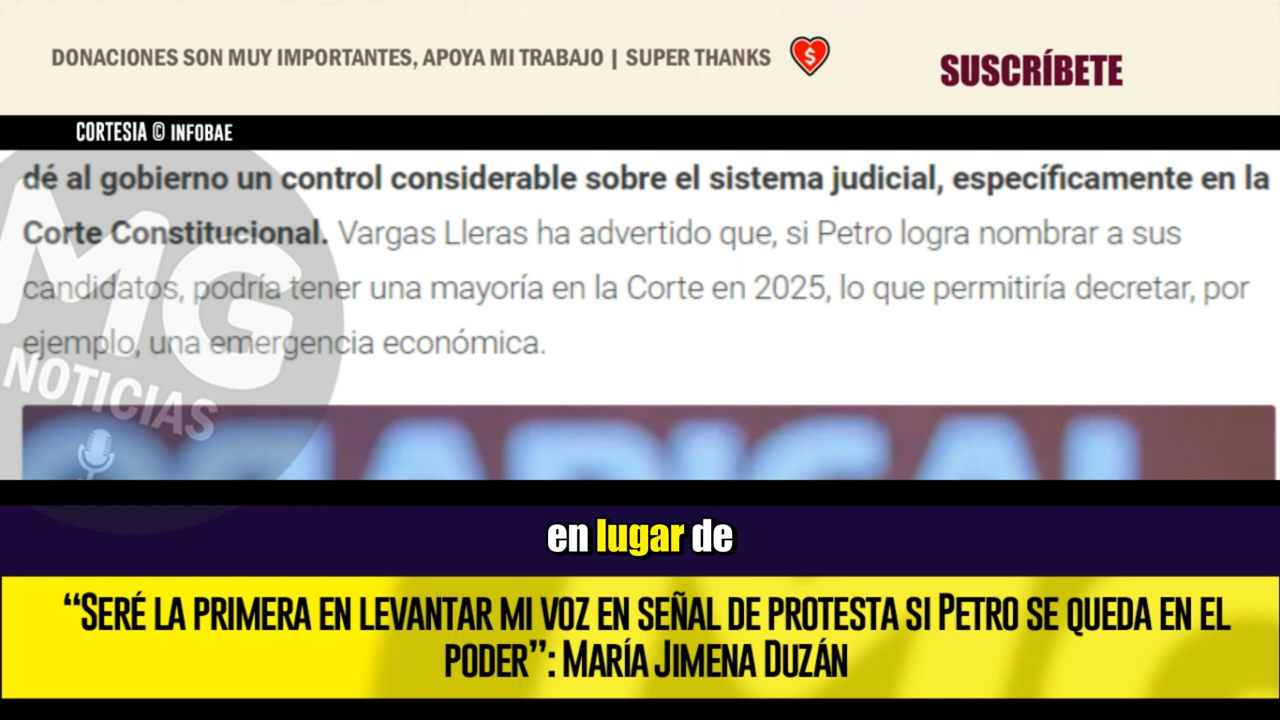 DONACIONES SON MUY IMPORTANTES, APOYA MI TRABAJO | SUPER THANKS
$
SUSCRÍBETE
CORTESIA © INFOBAE
dé al gobierno un control considerable sobre el sistema judicial, específicamente en la
Corte Constitucional. Vargas Lleras ha advertido que, si Petro logra nombrar a sus
candidatos, podría tener una mayoría en la Corte en 2025, lo que permitiría decretar, por
ejemplo, una emergencia económica.
MG
NOTICIAS
en lugar de
“SERÉ LA PRIMERA EN LEVANTAR MI VOZ EN SEÑAL DE PROTESTA SI PETRO SE QUEDA EN EL
PODER”: MARÍA JIMENA DUZÁN